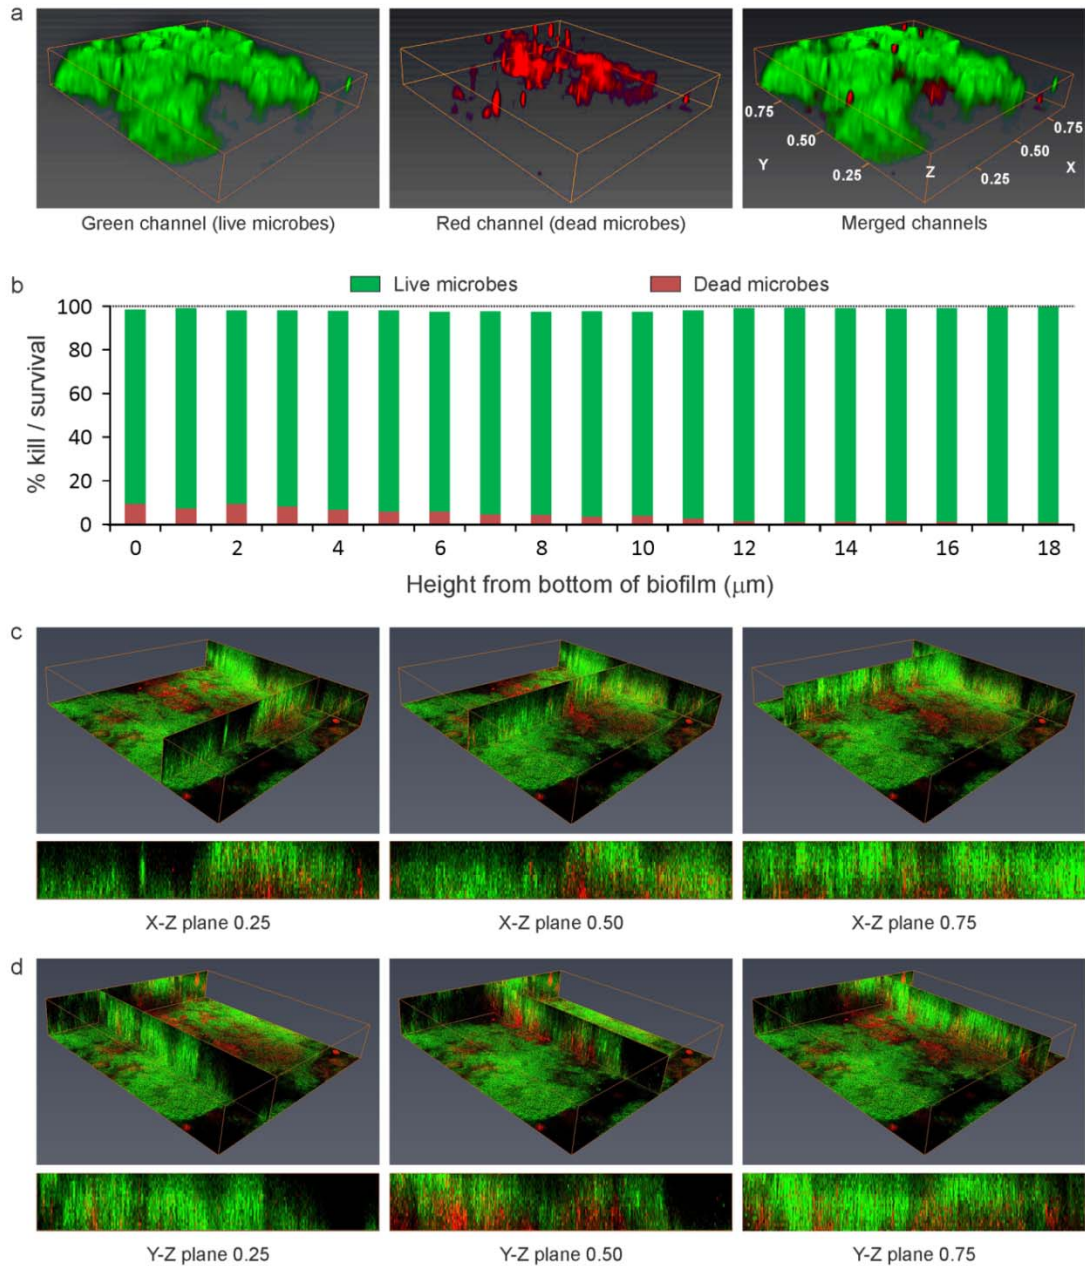 a
0.75
0.50
0.25
Y
Z
0.25
0.50
0.75
X
Green channel (live microbes)
Red channel (dead microbes)
Merged channels
b
Live microbes
Dead microbes
% kill / survival
100
80
60
40
20
0
0 2 4 6 8 10 12 14 16 18
Height from bottom of biofilm (μm)
c
X-Z plane 0.25
X-Z plane 0.50
X-Z plane 0.75
d
Y-Z plane 0.25
Y-Z plane 0.50
Y-Z plane 0.75